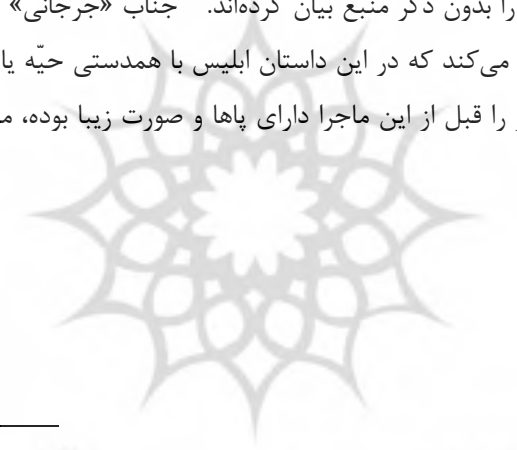 را بدون ذکر منبع بیان کرده‌اند. جناب «جرجانی»
می‌کند که در این داستان ابلیس با همدستی حیّه یا
را قبل از این ماجرا دارای پاها و صورت زیبا بوده،